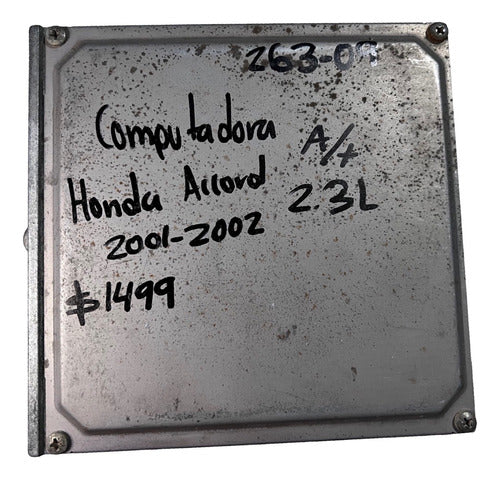 263-09
Computadora A/t
Honda Accord 2.3L
2001-2002
$1499